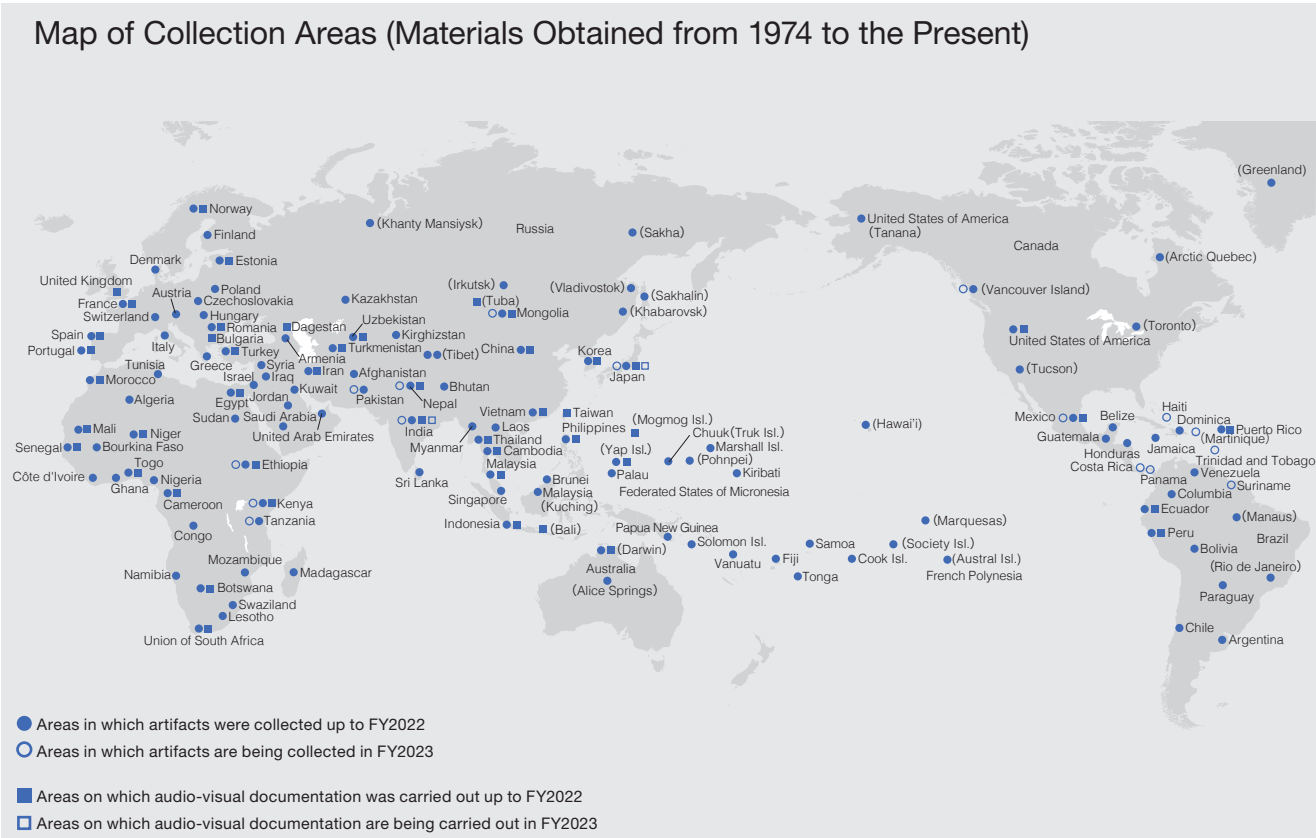 Map of Collection Areas (Materials Obtained from 1974 to the Present)
(Greenland)
Norway
(Khanty Mansiysk)
Russia
(Sakha)
United States of America
(Tanana)
Canada
Finland
Denmark
Estonia
(Arctic Quebec)
United Kingdom
Austria
Poland
(Irkutsk)
(Vladivostok)
(Sakhalin)
(Vancouver Island)
France
Czechoslovakia
Kazakhstan
(Tuba)
Switzerland
Hungary
Mongolia
(Khabarovsk)
Romania
Dagestan
Uzbekistan
(Toronto)
Spain
Bulgaria
Kirghizstan
United States of America
Portugal
Italy
Greece
Turkey
Armenia
Turkmenistan
(Tibet)
China
Korea
Tunisia
Syria
Iran
Afghanistan
Japan
(Tucson)
Morocco
Israel
Iraq
Kuwait
Pakistan
Nepal
Bhutan
Algeria
Egypt
Jordan
Sudan
Saudi Arabia
United Arab Emirates
India
Myanmar
Vietnam
Laos
Taiwan
Philippines
(Mogmog Isl.)
(Hawai'i)
Mexico
Belize
Haiti
Dominica
Puerto Rico
(Martinique)
Mali
Niger
Thailand
Chuuk(Truk Isl.)
Guatemala
Honduras
Jamaica
Senegal
Bourkina Faso
Cambodia
(Yap Isl.)
Marshall Isl.
(Pohnpei)
Costa Rica
Trinidad and Tobago
Togo
Ethiopia
Malaysia
Palau
Kiribati
Panama
Venezuela
Côte d'Ivoire
Ghana
Nigeria
Sri Lanka
Brunei
Suriname
Cameroon
Kenya
Singapore
Malaysia
(Kuching)
Federated States of Micronesia
Columbia
Ecuador
Tanzania
Indonesia
(Bali)
Papua New Guinea
(Marquesas)
(Manaus)
Congo
Solomon Isl.
Samoa
(Society Isl.)
Peru
Brazil
Mozambique
(Darwin)
Vanuatu
Fiji
Cook Isl.
(Austral Isl.)
Bolivia
Namibia
Madagascar
Australia
Tonga
French Polynesia
(Rio de Janeiro)
Botswana
(Alice Springs)
Paraguay
Swaziland
Lesotho
Chile
Union of South Africa
Argentina
Areas in which artifacts were collected up to FY2022
Areas in which artifacts are being collected in FY2023
Areas on which audio-visual documentation was carried out up to FY2022
Areas on which audio-visual documentation are being carried out in FY2023